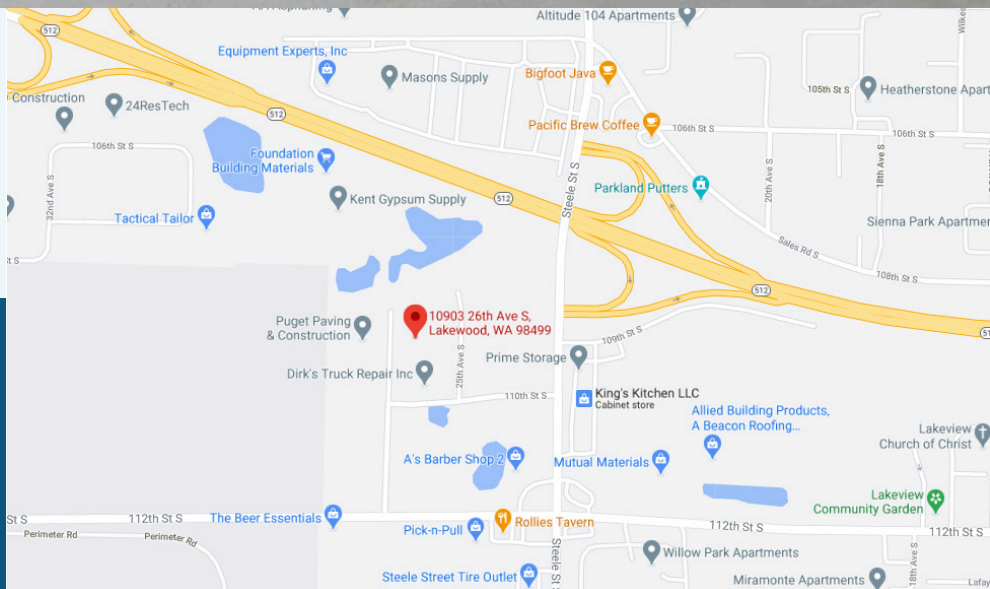 Altitude 104 Apartments
512
Equipment Experts, Inc
Masons Supply
Bigfoot Java
105th St S
Heatherstone Apart
Construction
24ResTech
512
Pacific Brew Coffee
106th St S
106th St S
106th St S
Foundation
Building Materials
32nd Ave S
Kent Gypsum Supply
Tactical Tailor
512
Steele St S
Parkland Putters
20th Ave S
18th Ave S
Sienna Park Apartmen
Sales Rd S
108th St S
St S
512
10903 26th Ave S,
Lakewood, WA 98499
Puget Paving
& Construction
25th Ave S
109th St S
Prime Storage
Dirk's Truck Repair Inc
110th St S
King's Kitchen LLC
Cabinet store
Allied Building Products,
A Beacon Roofing...
Lakeview
Church of Christ
A's Barber Shop 2
Mutual Materials
Lakeview
Community Garden
St S
112th St S
The Beer Essentials
Pick-n-Pull
Rollies Tavern
112th St S
112th St S
Perimeter Rd
Perimeter Rd
Steele St
Willow Park Apartments
18th Ave S
Steele Street Tire Outlet
Miramonte Apartments
Lafay